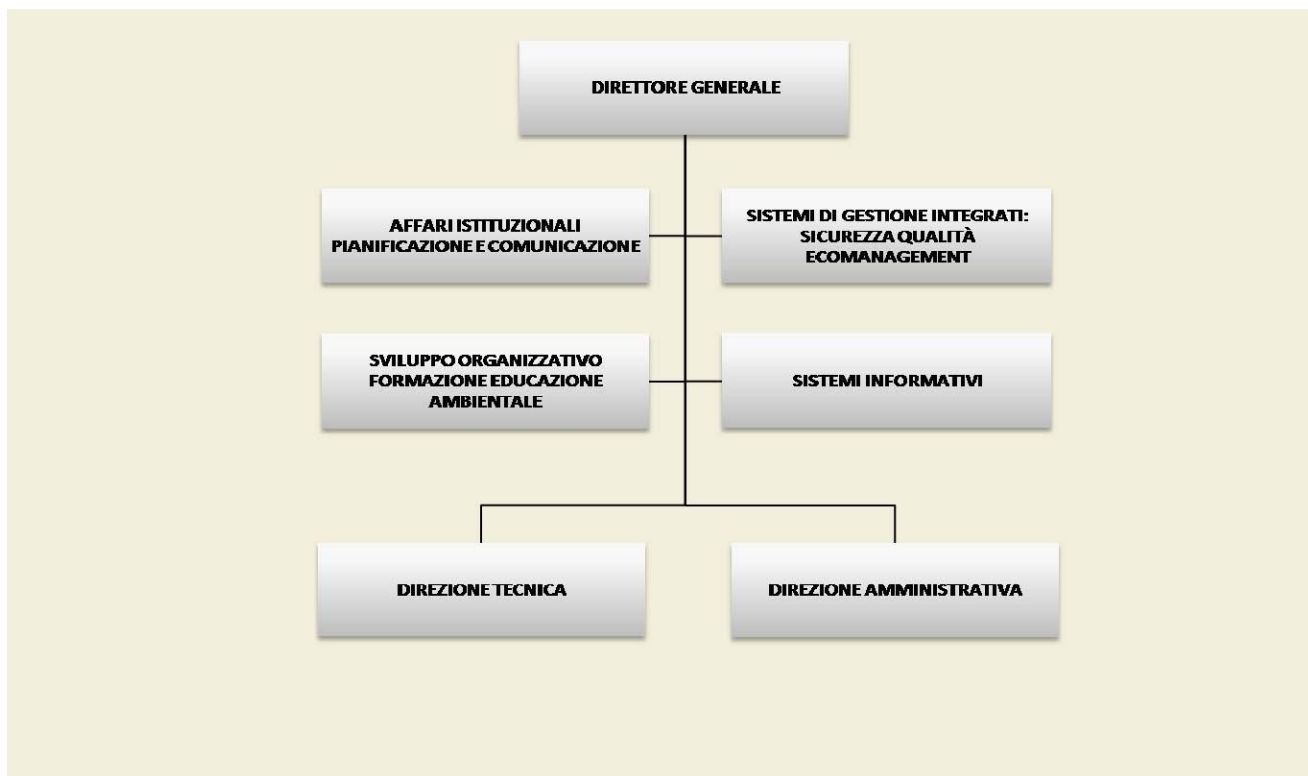 DIRETTORE GENERALE
AFFARI ISTITUZIONALI
PIANIFICAZIONE E COMUNICAZIONE
SISTEMI DI GESTIONE INTEGRATI:
SICUREZZA QUALITÀ
ECOMANAGEMENT
SVILUPPO ORGANIZZATIVO
FORMAZIONE EDUCAZIONE
AMBIENTALE
SISTEMI INFORMATIVI
DIREZIONE TECNICA
DIREZIONE AMMINISTRATIVA